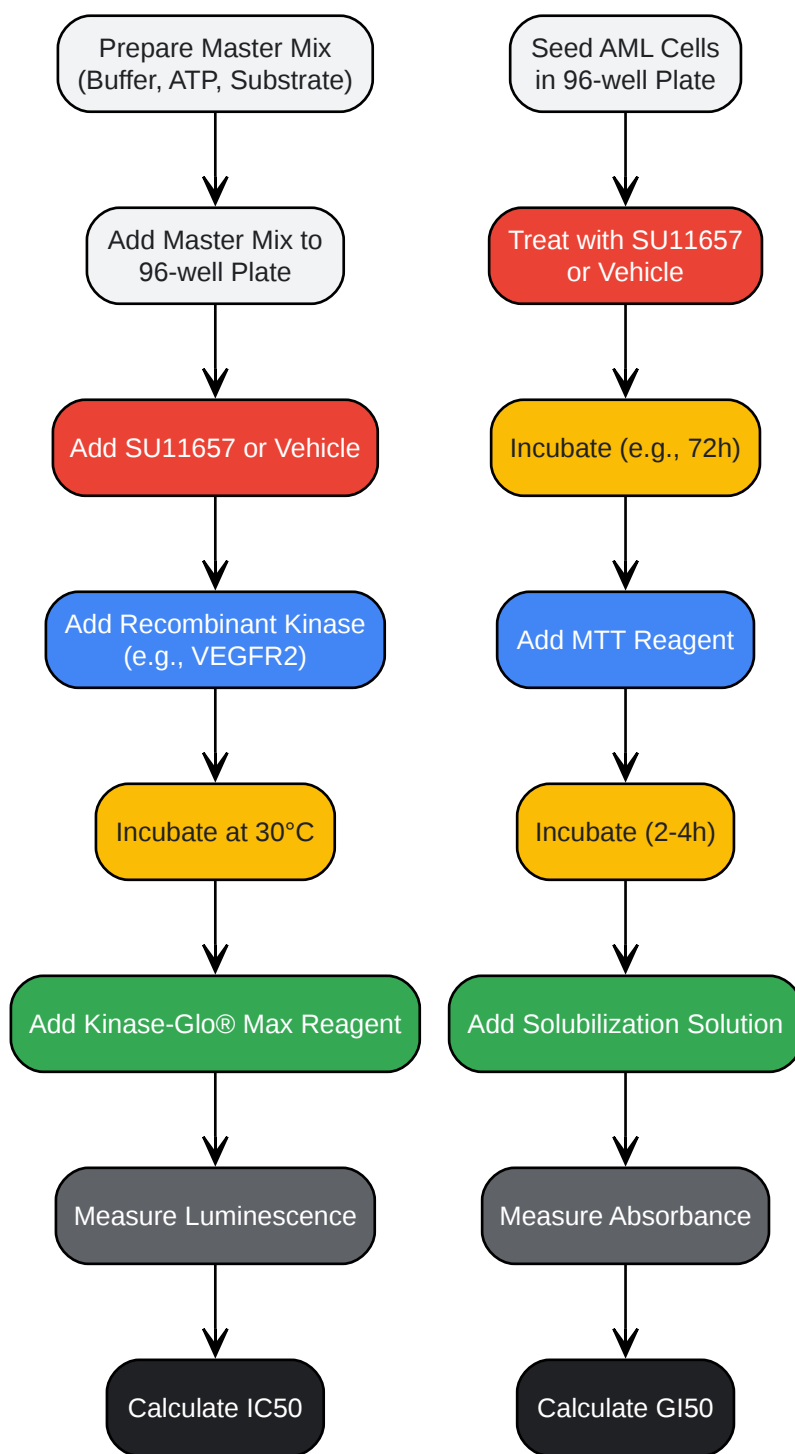 Prepare Master Mix
(Buffer, ATP, Substrate)
Add Master Mix to
96-well Plate
Add SU11657 or Vehicle
Add Recombinant Kinase
(e.g., VEGFR2)
Incubate at 30°C
Add Kinase-Glo® Max Reagent
Measure Luminescence
Calculate IC50
Seed AML Cells
in 96-well Plate
Treat with SU11657
or Vehicle
Incubate (e.g., 72h)
Add MTT Reagent
Incubate (2-4h)
Add Solubilization Solution
Measure Absorbance
Calculate GI50